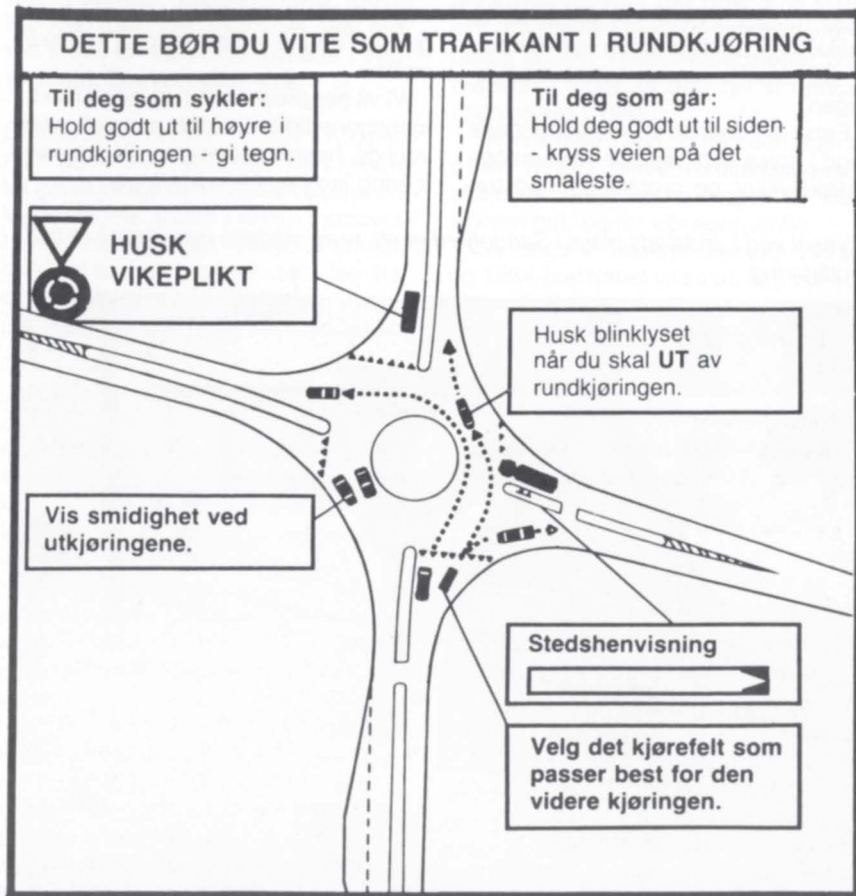 DETTE BØR DU VITE SOM TRAFIKANT I RUNDKJØRING
Til deg som sykler:
Hold godt ut til høyre i
rundkjøringen – gi tegn.
Til deg som går:
Hold deg godt ut til siden
– kryss veien på det
smaleste.
HUSK
VIKEPLIKT
Husk blinklyset
når du skal UT av
rundkjøringen.
Vis smidighet ved
utkjøringene.
Stedshenvisning
Velg det kjørefelt som
passer best for den
videre kjøringen.